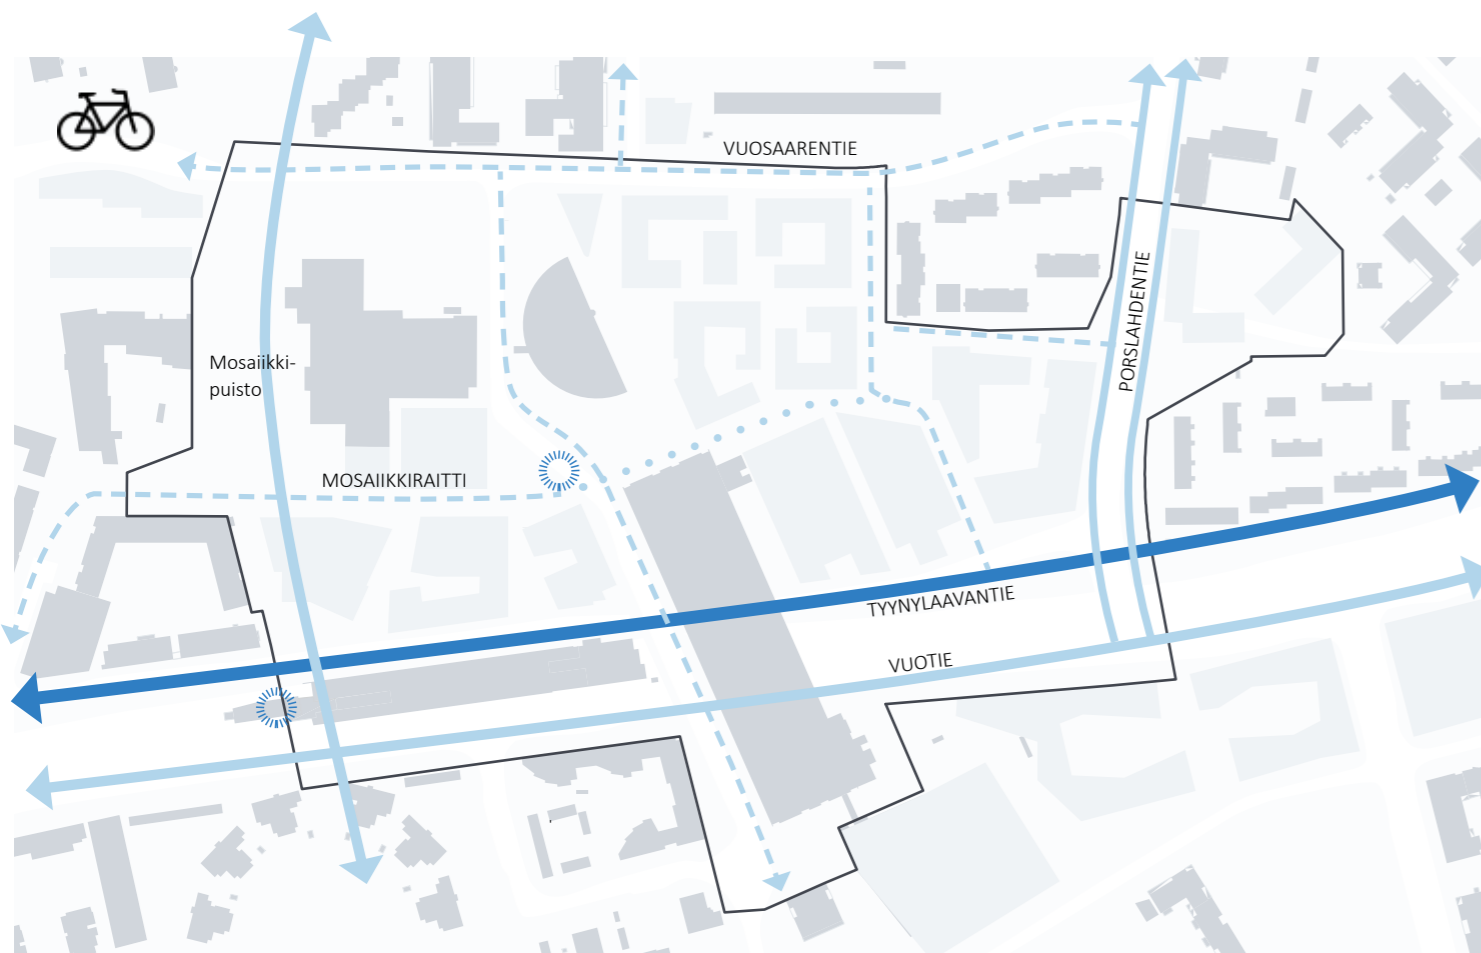 VUOSAARENTIE
PORSLAHDENTIE
Mosaiikki-
puisto
MOSAIIKKIRAITTI
TYYNYLAAVANTIE
VUOTIE